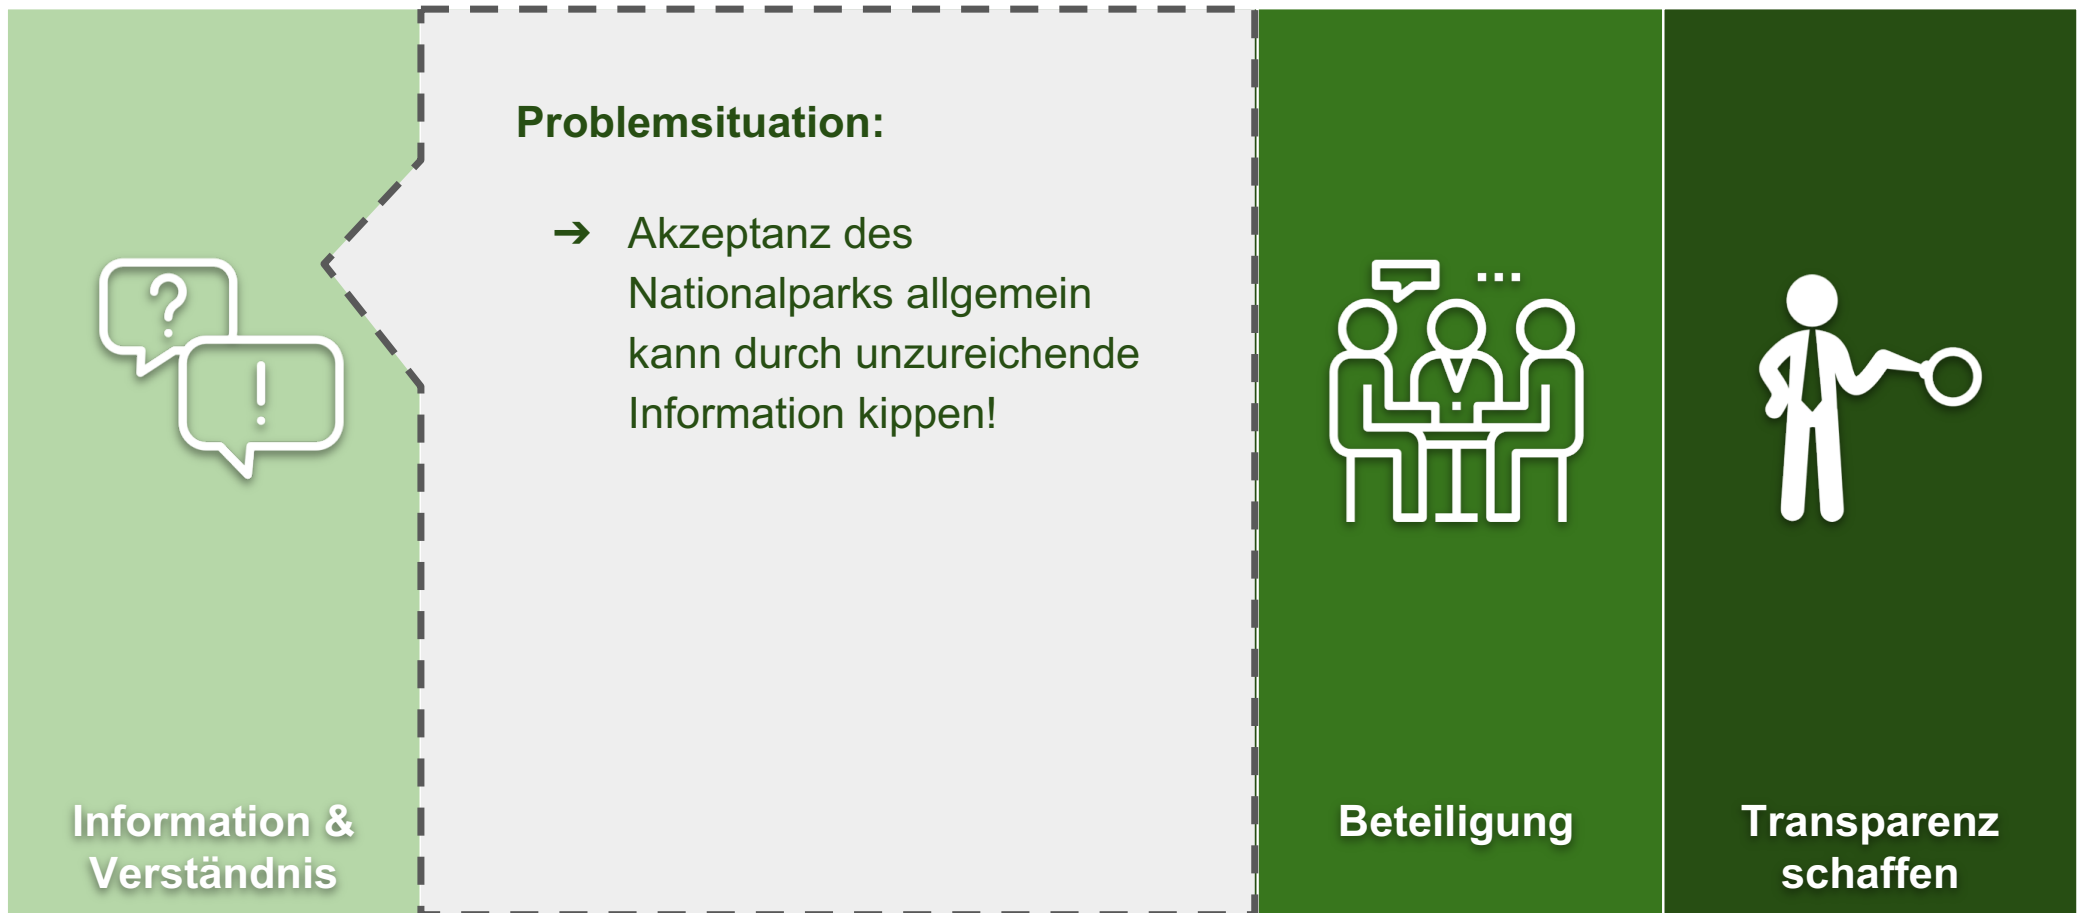 Problemsituation:
➔ Akzeptanz des
Nationalparks allgemein
kann durch unzureichende
Information kippen!
?
!
...
Information &
Verständnis
Beteiligung
Transparenz
schaffen